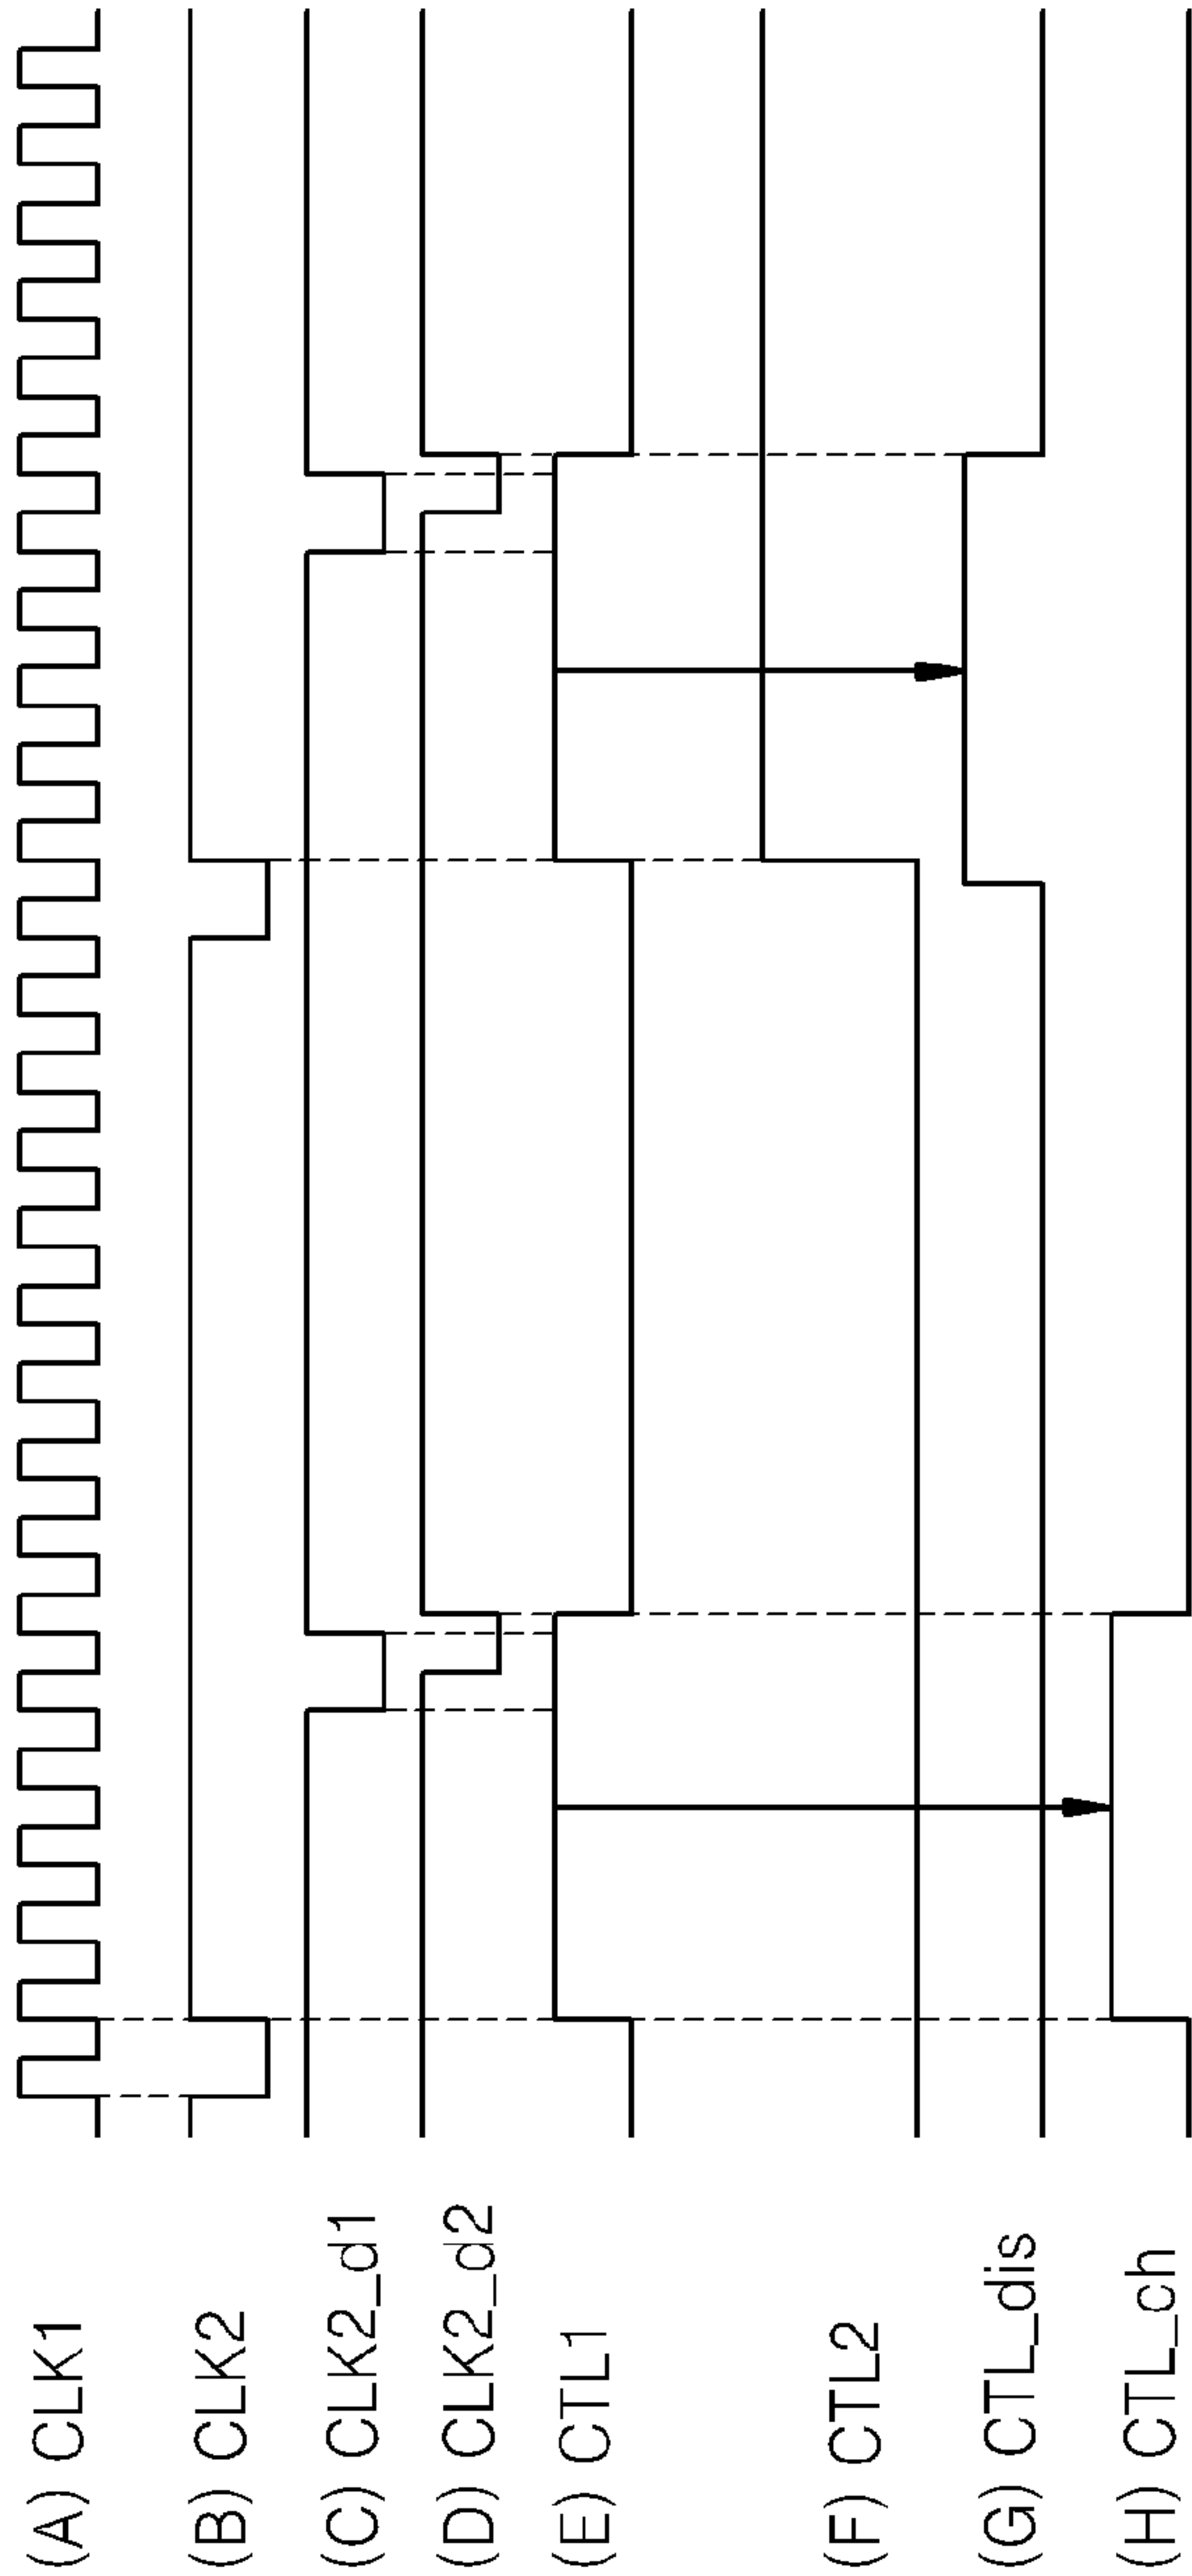 (A) CLK1
(B) CLK2
(C) CLK2_d1
(D) CLK2_d2
(E) CTL1
(F) CTL2
(G) CTL_dis
(H) CTL_ch